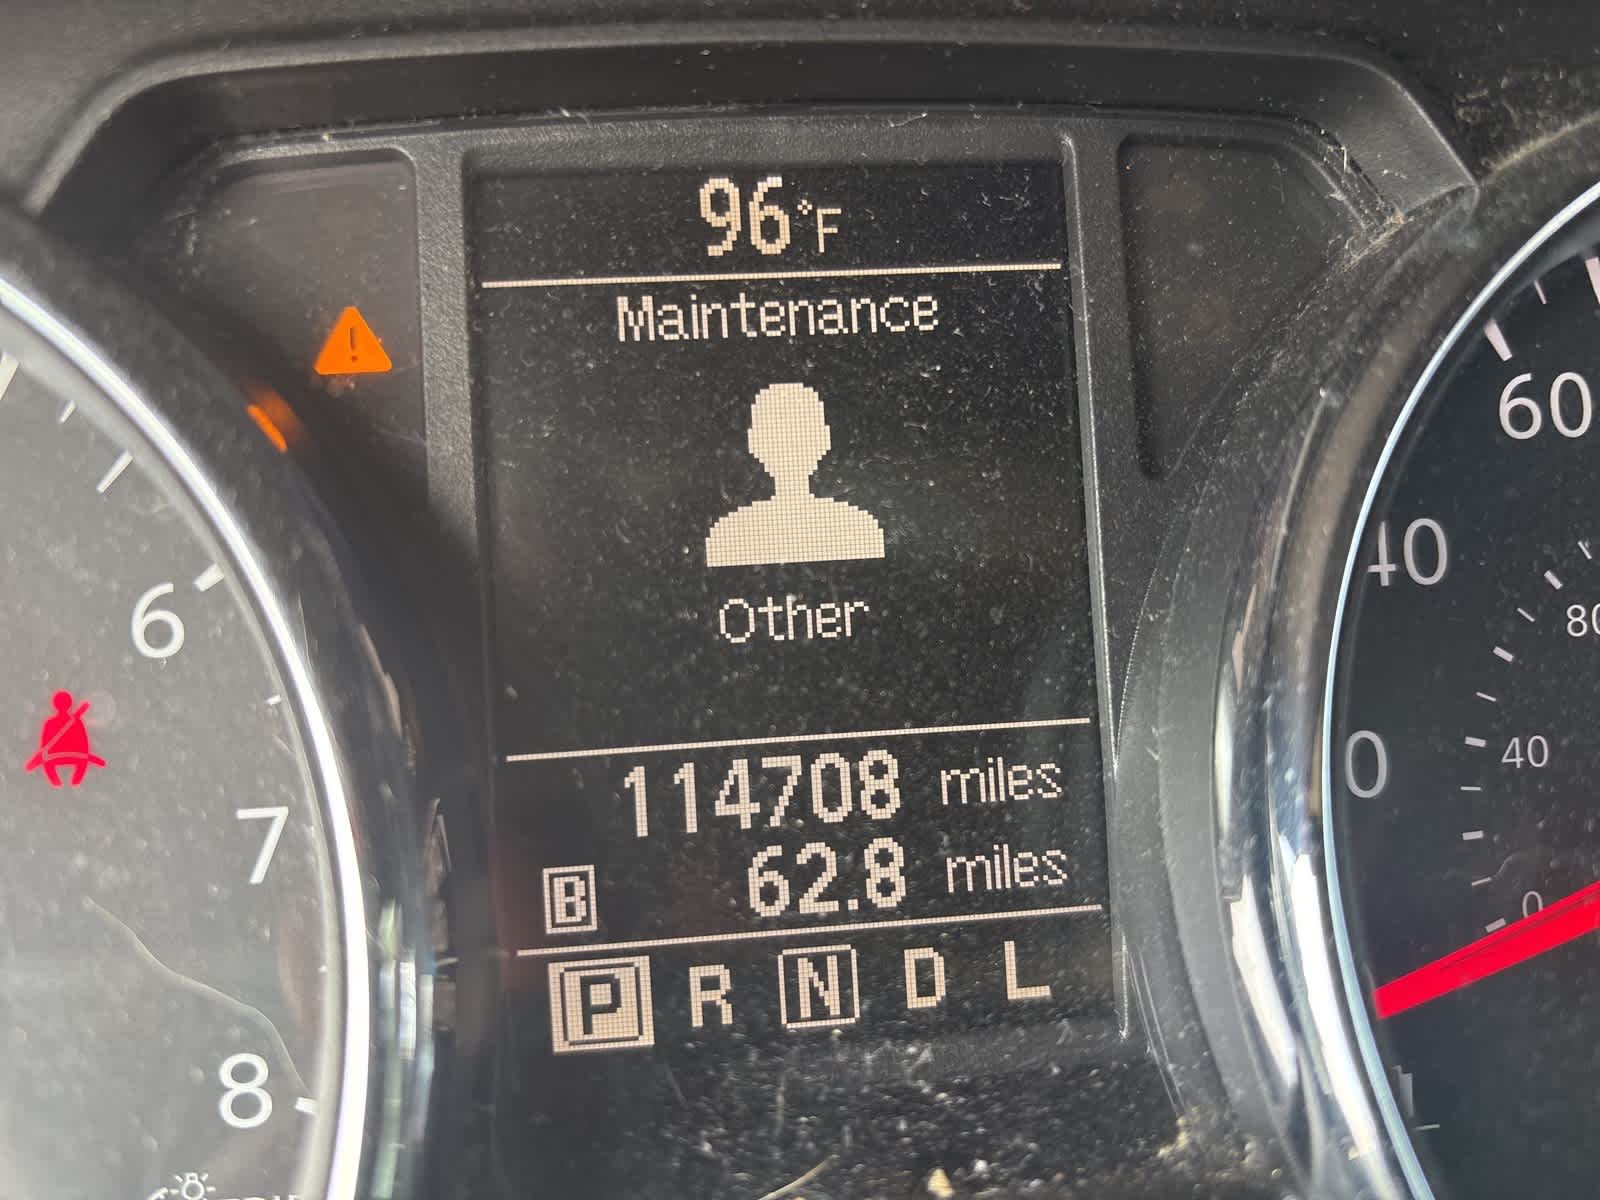 96°F
Maintenance
Other
114708 miles
B 62.8 miles
P R N D L
6
7
8
60
40
0
80
40
0